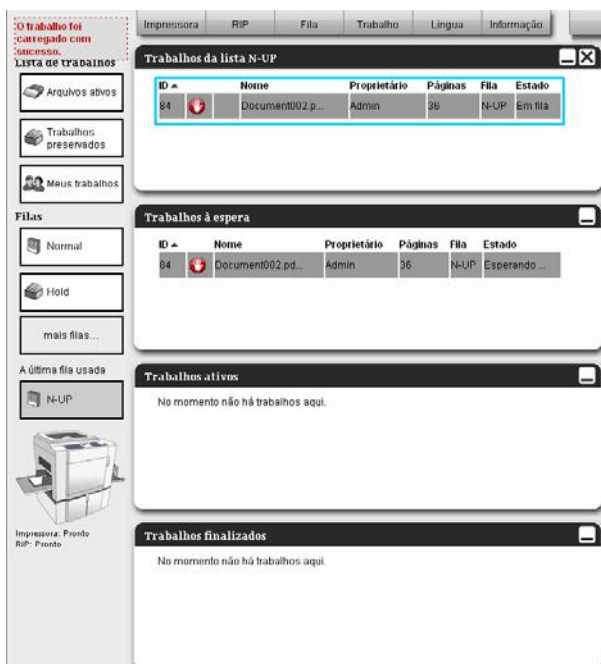 O trabalho foi
carregado com
sucesso.
Impressora RIP Fila Trabalho Lingua Informação
Lista de trabalhos
Arquivos ativos
Trabalhos
preservados
Meus trabalhos
Filas
Normal
Hold
mais filas...
A última fila usada
N-UP
Impressora: Pronto
RIP: Pronto
Trabalhos da lista N-UP
ID Nome Proprietário Páginas Fila Estado
84 Document002.p... Admin 36 N-UP Em fila
Trabalhos à espera
ID Nome Proprietário Páginas Fila Estado
84 Document002.pd... Admin 36 N-UP Esperando ...
Trabalhos ativos
No momento não há trabalhos aqui.
Trabalhos finalizados
No momento não há trabalhos aqui.